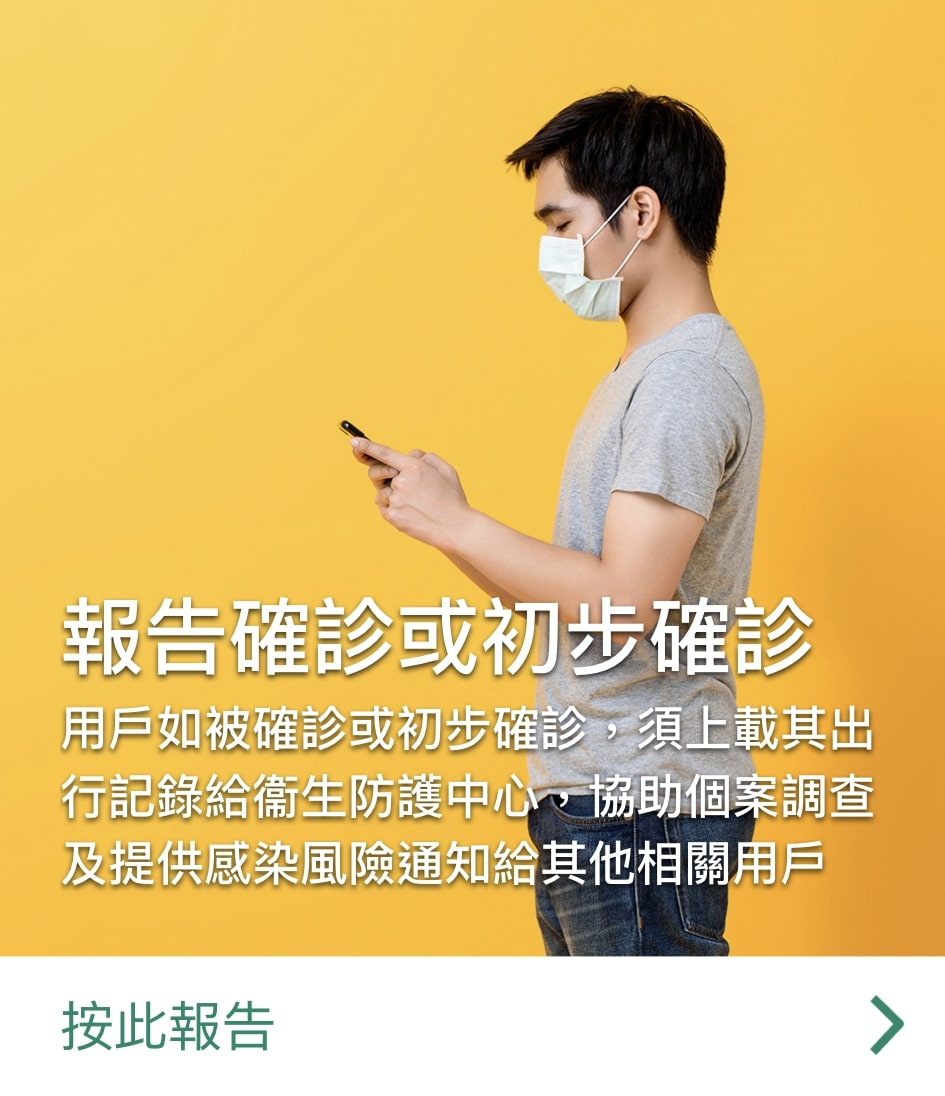 報告確診或初步確診
用戶如被確診或初步確診，須上載其出
行記錄給衞生防護中心，協助個案調查
及提供感染風險通知給其他相關用戶
按此報告